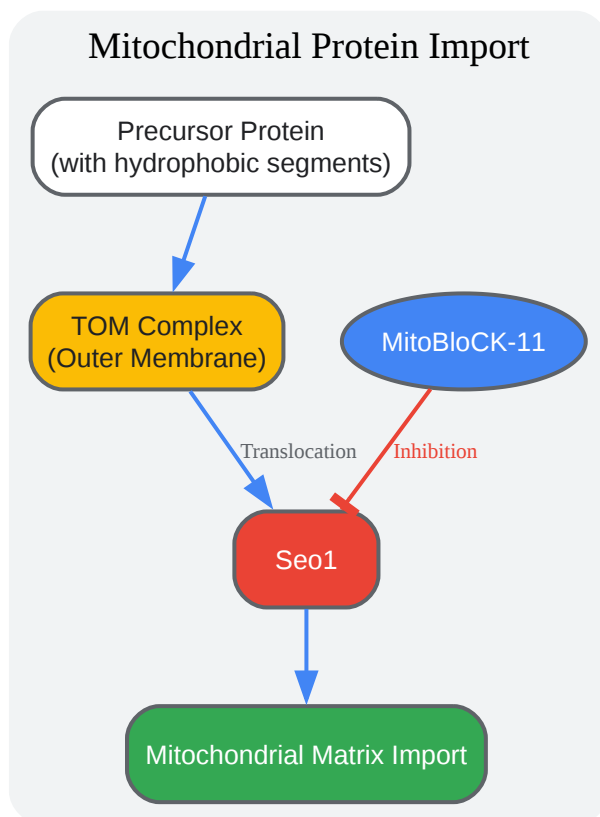 Mitochondrial Protein Import
Precursor Protein
(with hydrophobic segments)
TOM Complex
(Outer Membrane)
MitoBloCK-11
Translocation
Inhibition
Seo1
Mitochondrial Matrix Import